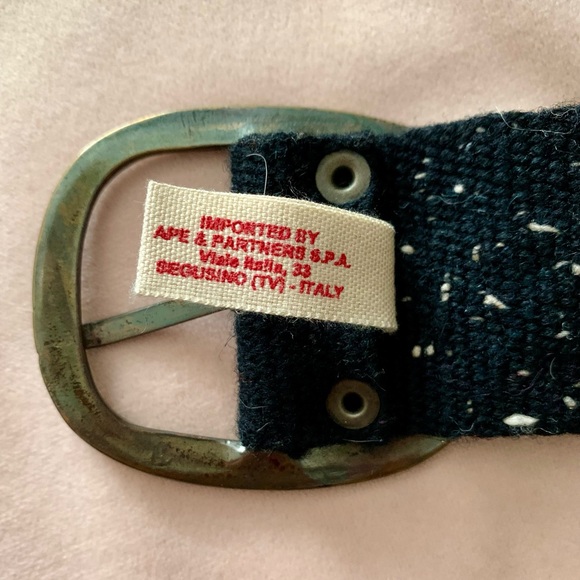 IMPORTED BY
APE & PARTNERS S.P.A.
Viale Italia, 33
SEGUSINO (TV) - ITALY